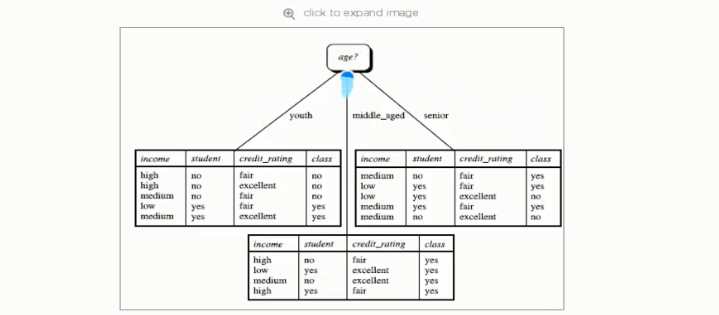 click to expand image
age?
youth
middle_aged
senior
income student credit_rating class
high no fair no
high no excellent no
medium no fair no
low yes fair yes
medium yes excellent yes
income student credit_rating class
medium no fair yes
low yes fair yes
low yes excellent no
medium yes fair yes
medium no excellent no
income student credit_rating class
high no fair yes
low yes excellent yes
medium no excellent yes
high yes fair yes